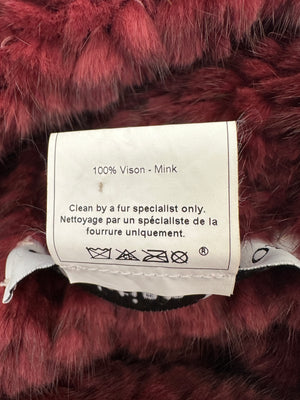 100% Vison - Mink
Clean by a fur specialist only.
Nettoyage par un spécialiste de la
fourrure uniquement.
®